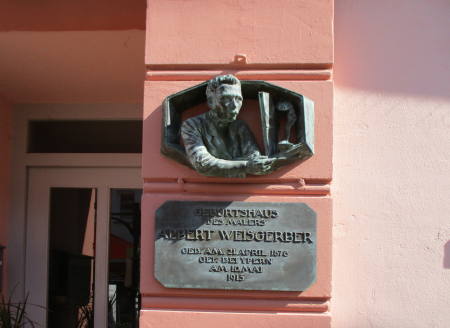 GEBURTSHAUS
DES MALERS
ALBERT WEISGERBER
GEB. AM. 21. APRIL 1878
GEF. BEI YPERN
AM 10. MAI
1915